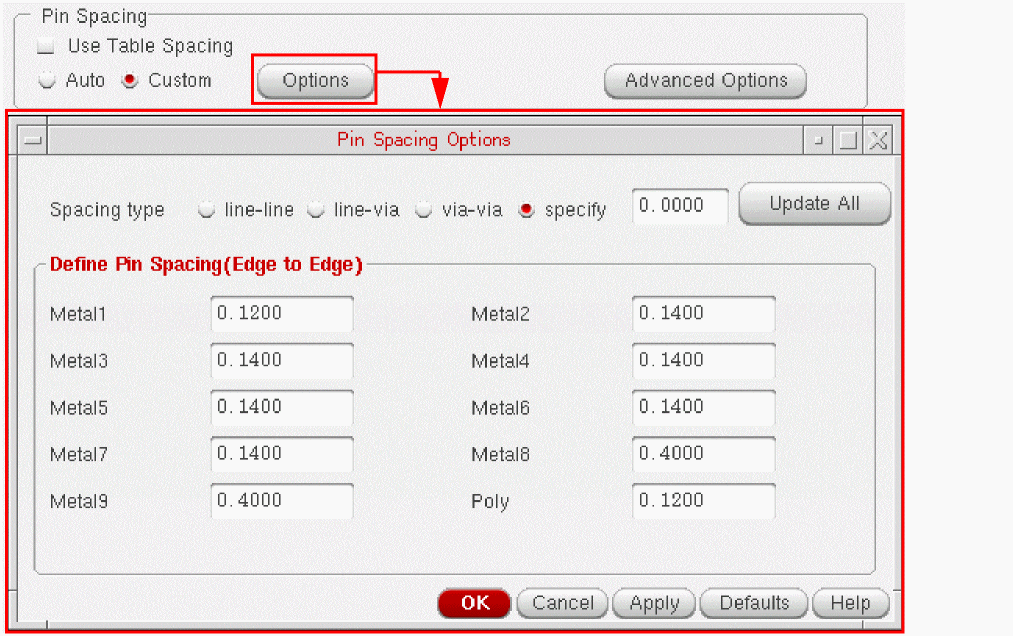 Pin Spacing
Use Table Spacing
Auto Custom Options Advanced Options
Pin Spacing Options
Spacing type line-line line-via via-via specify 0.0000 Update All
Define Pin Spacing(Edge to Edge)
Metal1 0.1200 Metal2 0.1400
Metal3 0.1400 Metal4 0.1400
Metal5 0.1400 Metal6 0.1400
Metal7 0.1400 Metal8 0.4000
Metal9 0.4000 Poly 0.1200
OK Cancel Apply Defaults Help